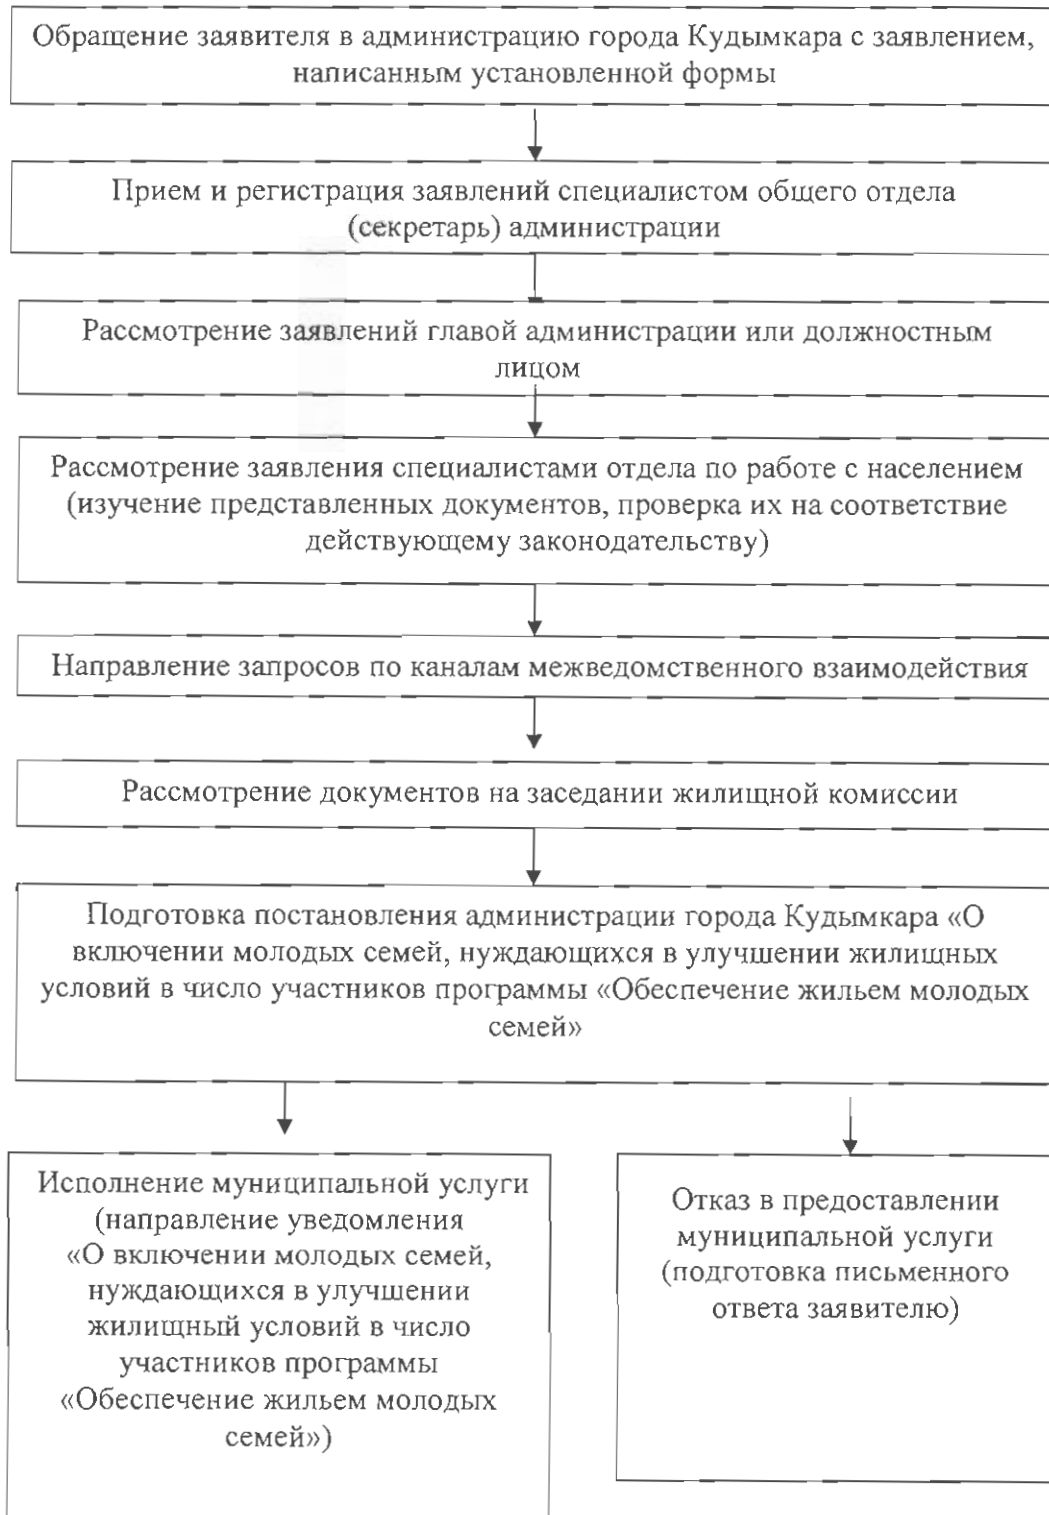 Обращение заявителя в администрацию города Кудымкара с заявлением,
написанным установленной формы
Прием и регистрация заявлений специалистом общего отдела
(секретарь) администрации
Рассмотрение заявлений главой администрации или должностным
лицом
Рассмотрение заявления специалистами отдела по работе с населением
(изучение представленных документов, проверка их на соответствие
действующему законодательству)
Направление запросов по каналам межведомственного взаимодействия
Рассмотрение документов на заседании жилищной комиссии
Подготовка постановления администрации города Кудымкара «О
включении молодых семей, нуждающихся в улучшении жилищных
условий в число участников программы «Обеспечение жильем молодых
семей»
Исполнение муниципальной услуги
(направление уведомления
«О включении молодых семей,
нуждающихся в улучшении
жилищный условий в число
участников программы
«Обеспечение жильем молодых
семей»)
Отказ в предоставлении
муниципальной услуги
(подготовка письменного
ответа заявителю)